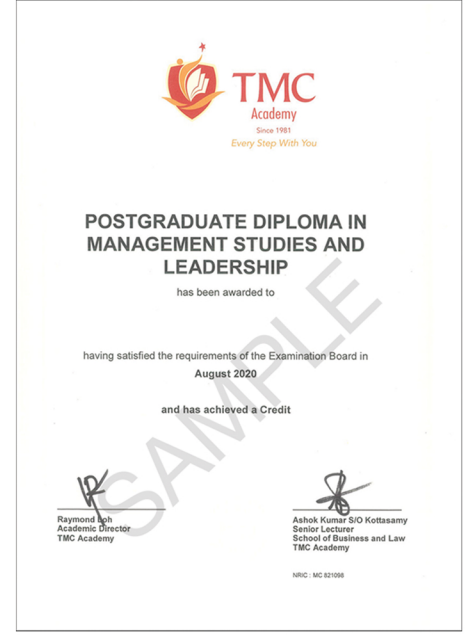 TMC
Academy
Since 1981
Every Step With You
POSTGRADUATE DIPLOMA IN
MANAGEMENT STUDIES AND
LEADERSHIP
has been awarded to
having satisfied the requirements of the Examination Board in
August 2020
and has achieved a Credit
SAMPLE
Raymond Loh
Academic Director
TMC Academy
Ashok Kumar S/O Kottasamy
Senior Lecturer
School of Business and Law
TMC Academy
NRIC : MC 821098